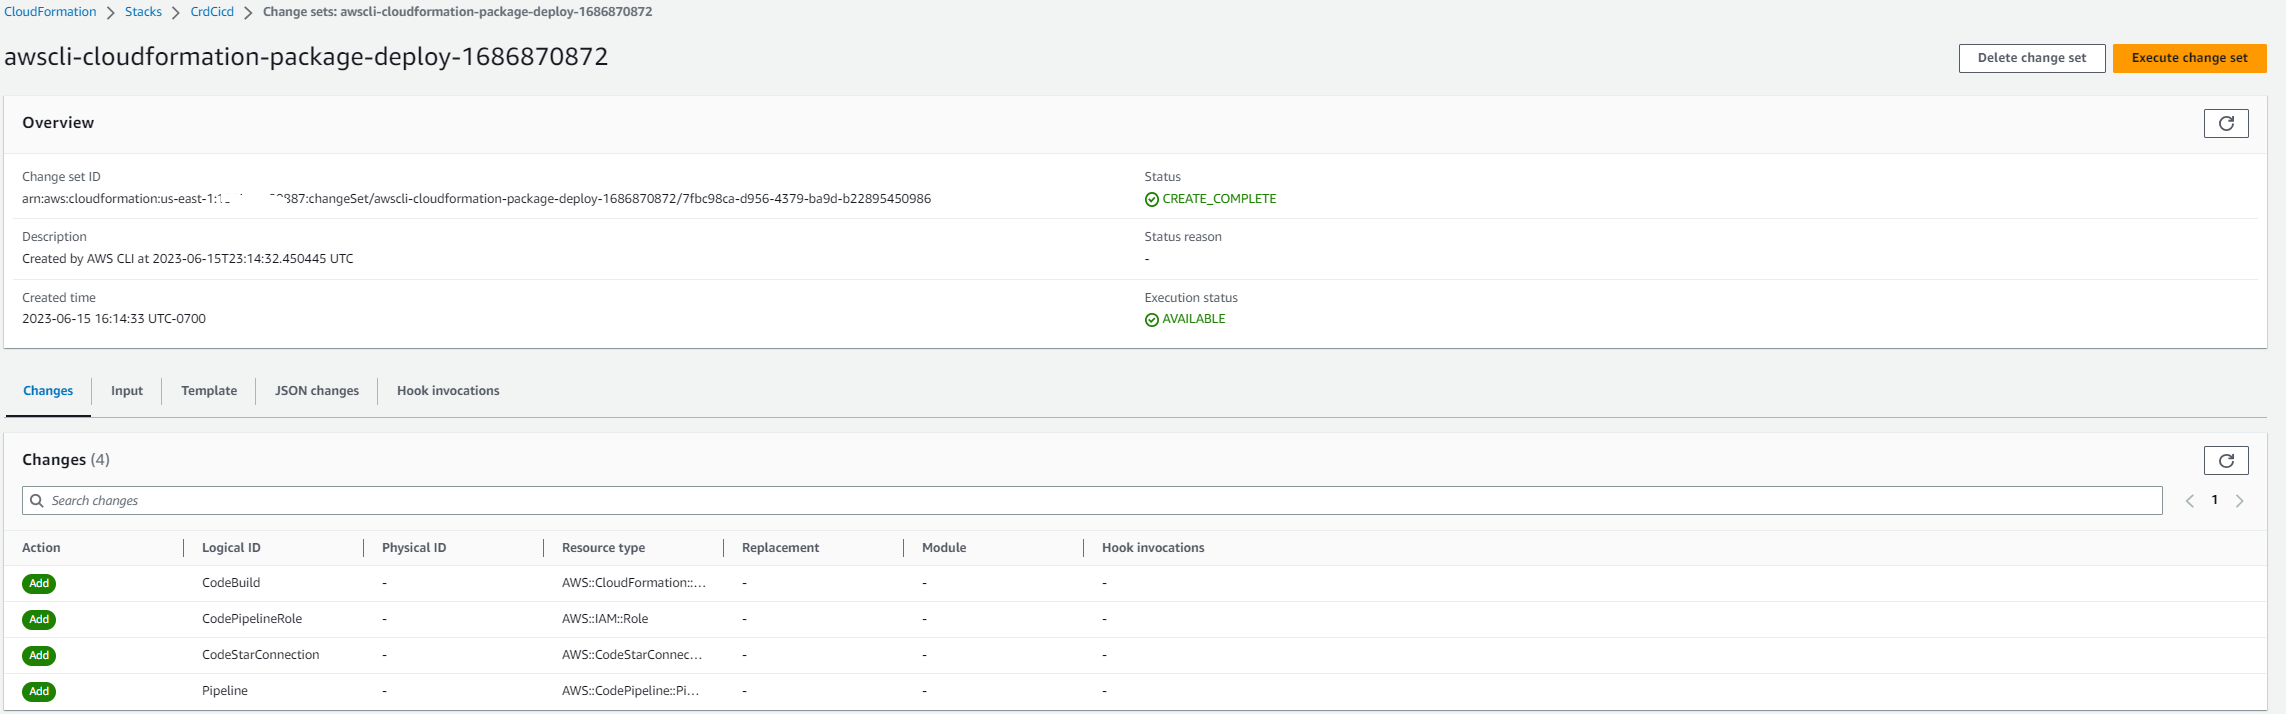 CloudFormation > Stacks > CrdCicd > Change sets: awscli-cloudformation-package-deploy-1686870872
awscli-cloudformation-package-deploy-1686870872
Delete change set
Execute change set
Overview
Change set ID
Status
arn:aws:cloudformation:us-east-1:1 887:changeSet/awscli-cloudformation-package-deploy-1686870872/7fbc98ca-d956-4379-ba9d-b22895450986
CREATE_COMPLETE
Description
Status reason
Created by AWS CLI at 2023-06-15T23:14:32.450445 UTC
-
Created time
Execution status
2023-06-15 16:14:33 UTC-0700
AVAILABLE
Changes Input Template JSON changes Hook invocations
Changes (4)
Search changes
1
Action Logical ID Physical ID Resource type Replacement Module Hook invocations
Add CodeBuild - AWS::CloudFormation::... - - -
Add CodePipelineRole - AWS::IAM::Role - - -
Add CodeStarConnection - AWS::CodeStarConnec... - - -
Add Pipeline - AWS::CodePipeline::Pi... - - -